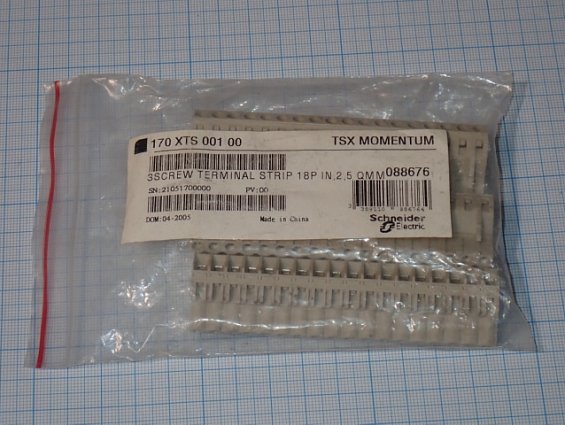 170 XTS 001 00 TSX MOMENTUM
3SCREW TERMINAL STRIP 18P IN,2,5 QMM 088676
SN:21051700000 PV:00
DOM:04-2005 Made in China
Schneider
Electric